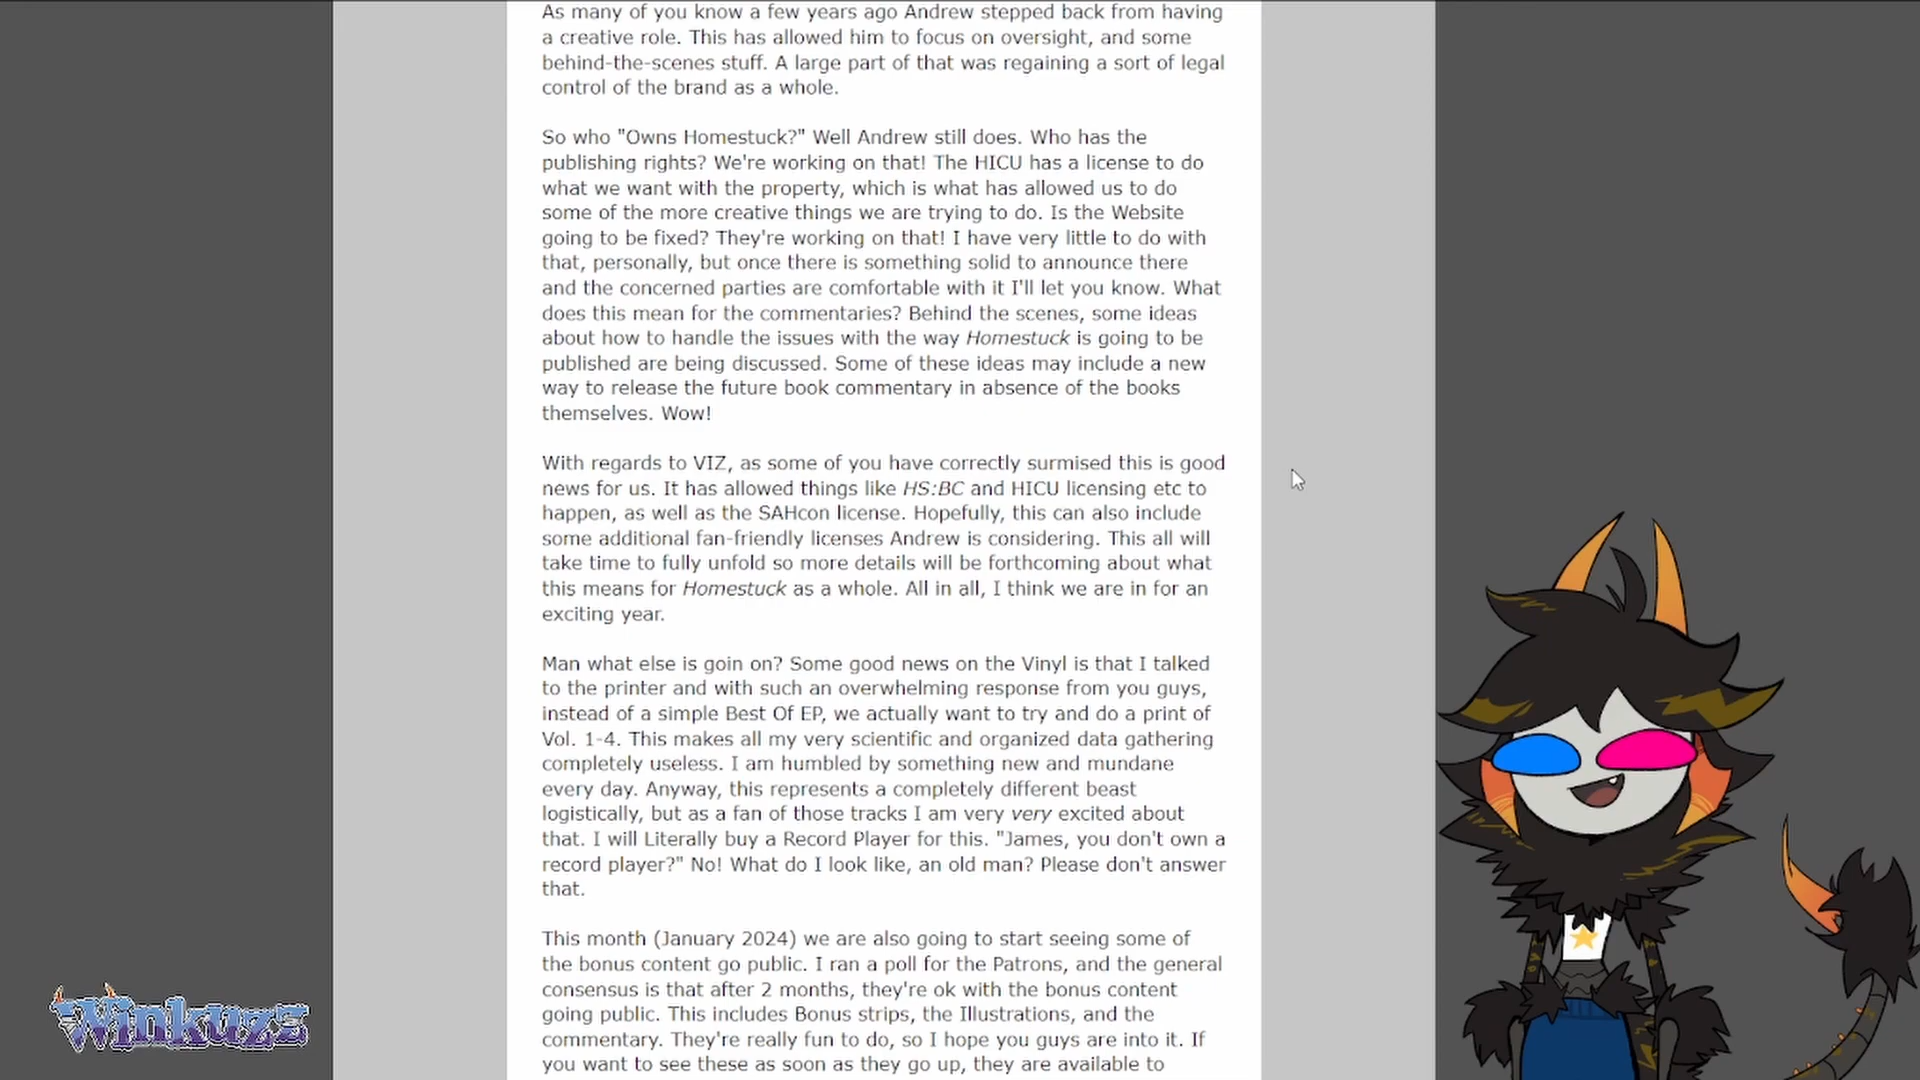 As many of you know a few years ago Andrew stepped back from having
a creative role. This has allowed him to focus on oversight, and some
behind-the-scenes stuff. A large part of that was regaining a sort of legal
control of the brand as a whole.
So who "Owns Homestuck?" Well Andrew still does. Who has the
publishing rights? We're working on that! The HICU has a license to do
what we want with the property, which is what has allowed us to do
some of the more creative things we are trying to do. Is the Website
going to be fixed? They're working on that! I have very little to do with
that, personally, but once there is something solid to announce there
and the concerned parties are comfortable with it I'll let you know. What
does this mean for the commentaries? Behind the scenes, some ideas
about how to handle the issues with the way Homestuck is going to be
published are being discussed. Some of these ideas may include a new
way to release the future book commentary in absence of the books
themselves. Wow!
With regards to VIZ, as some of you have correctly surmised this is good
news for us. It has allowed things like HS:BC and HICU licensing etc to
happen, as well as the SAHcon license. Hopefully, this can also include
some additional fan-friendly licenses Andrew is considering. This all will
take time to fully unfold so more details will be forthcoming about what
this means for Homestuck as a whole. All in all, I think we are in for an
exciting year.
Man what else is goin on? Some good news on the Vinyl is that I talked
to the printer and with such an overwhelming response from you guys,
instead of a simple Best Of EP, we actually want to try and do a print of
Vol. 1-4. This makes all my very scientific and organized data gathering
completely useless. I am humbled by something new and mundane
every day. Anyway, this represents a completely different beast
logistically, but as a fan of those tracks I am very very excited about
that. I will Literally buy a Record Player for this. "James, you don't own a
record player?" No! What do I look like, an old man? Please don't answer
that.
This month (January 2024) we are also going to start seeing some of
the bonus content go public. I ran a poll for the Patrons, and the general
consensus is that after 2 months, they're ok with the bonus content
going public. This includes Bonus strips, the Illustrations, and the
commentary. They're really fun to do, so I hope you guys are into it. If
you want to see these as soon as they go up, they are available to
Winkuzz